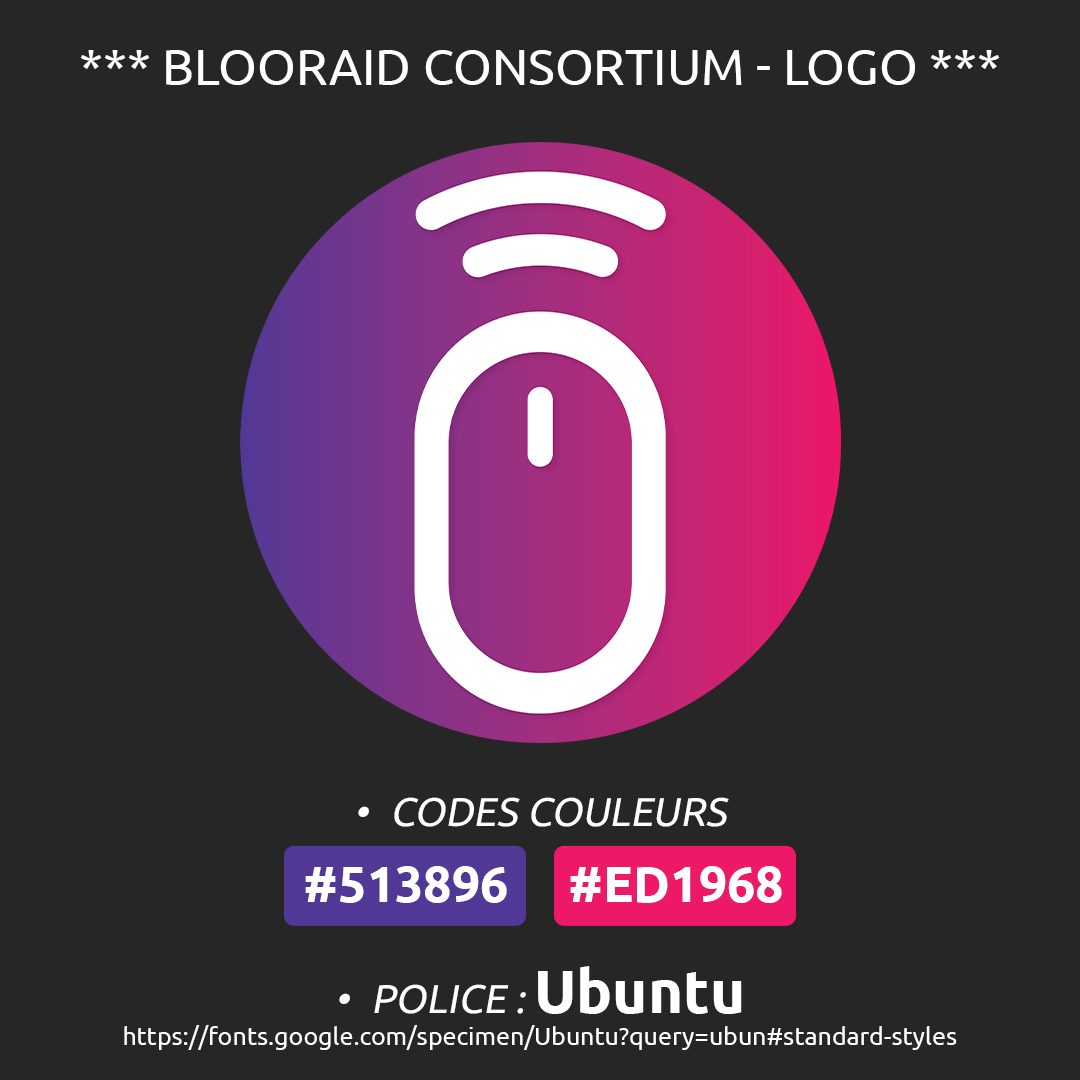 *** BLOORAID CONSORTIUM - LOGO ***
• CODES COULEURS
#513896 #ED1968
• POLICE : Ubuntu
https://fonts.google.com/specimen/Ubuntu?query=ubun#standard-styles